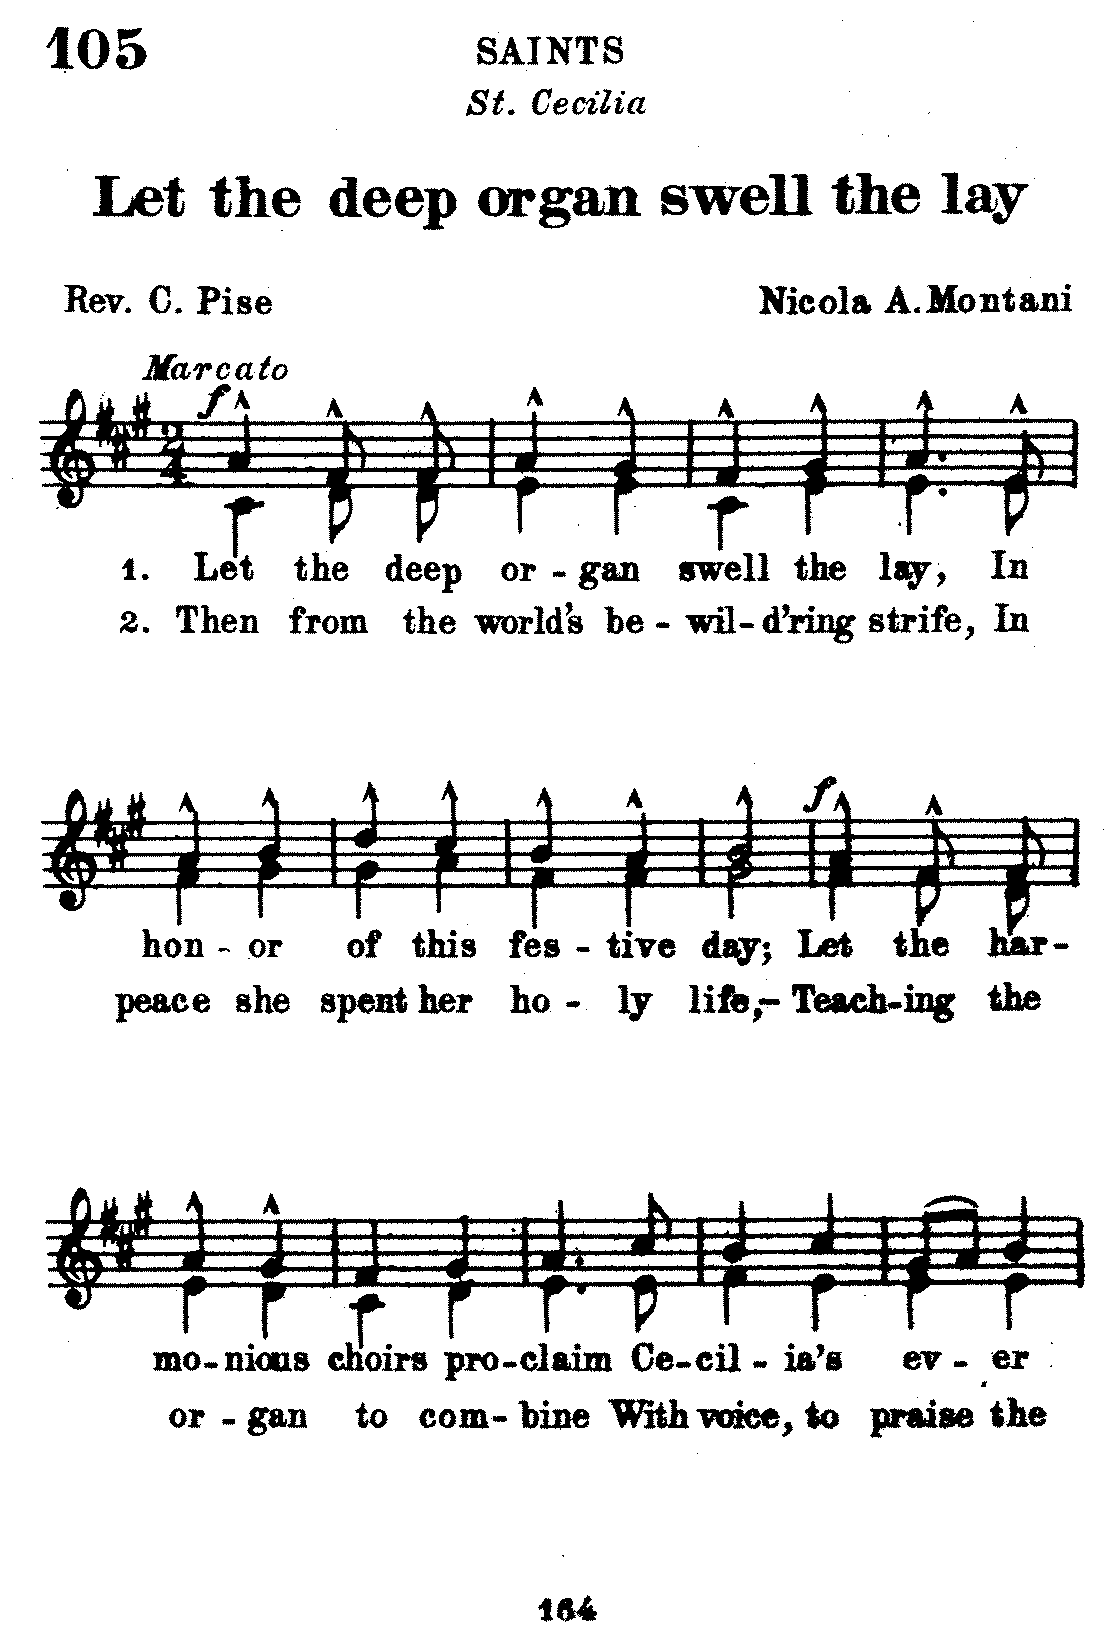 105
SAINTS
St. Cecilia
Let the deep organ swell the lay
Rev. C. Pise
Nicola A. Montani
Marcato
f
1. Let the deep or - gan swell the lay, In
2. Then from the world's be - wil - d'ring strife, In
f
hon - or of this fes - tive day; Let the har -
peace she spent her ho - ly life,- Teach-ing the
mo - nious choirs pro - claim Ce - cil - ia's ev - er
or - gan to com - bine With voice, to praise the
164